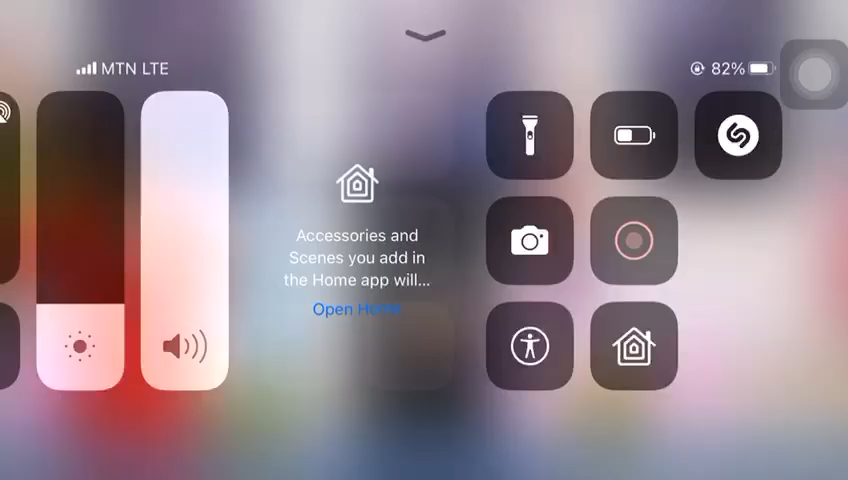 MTN LTE
82%
Accessories and
Scenes you add in
the Home app will...
Open Home